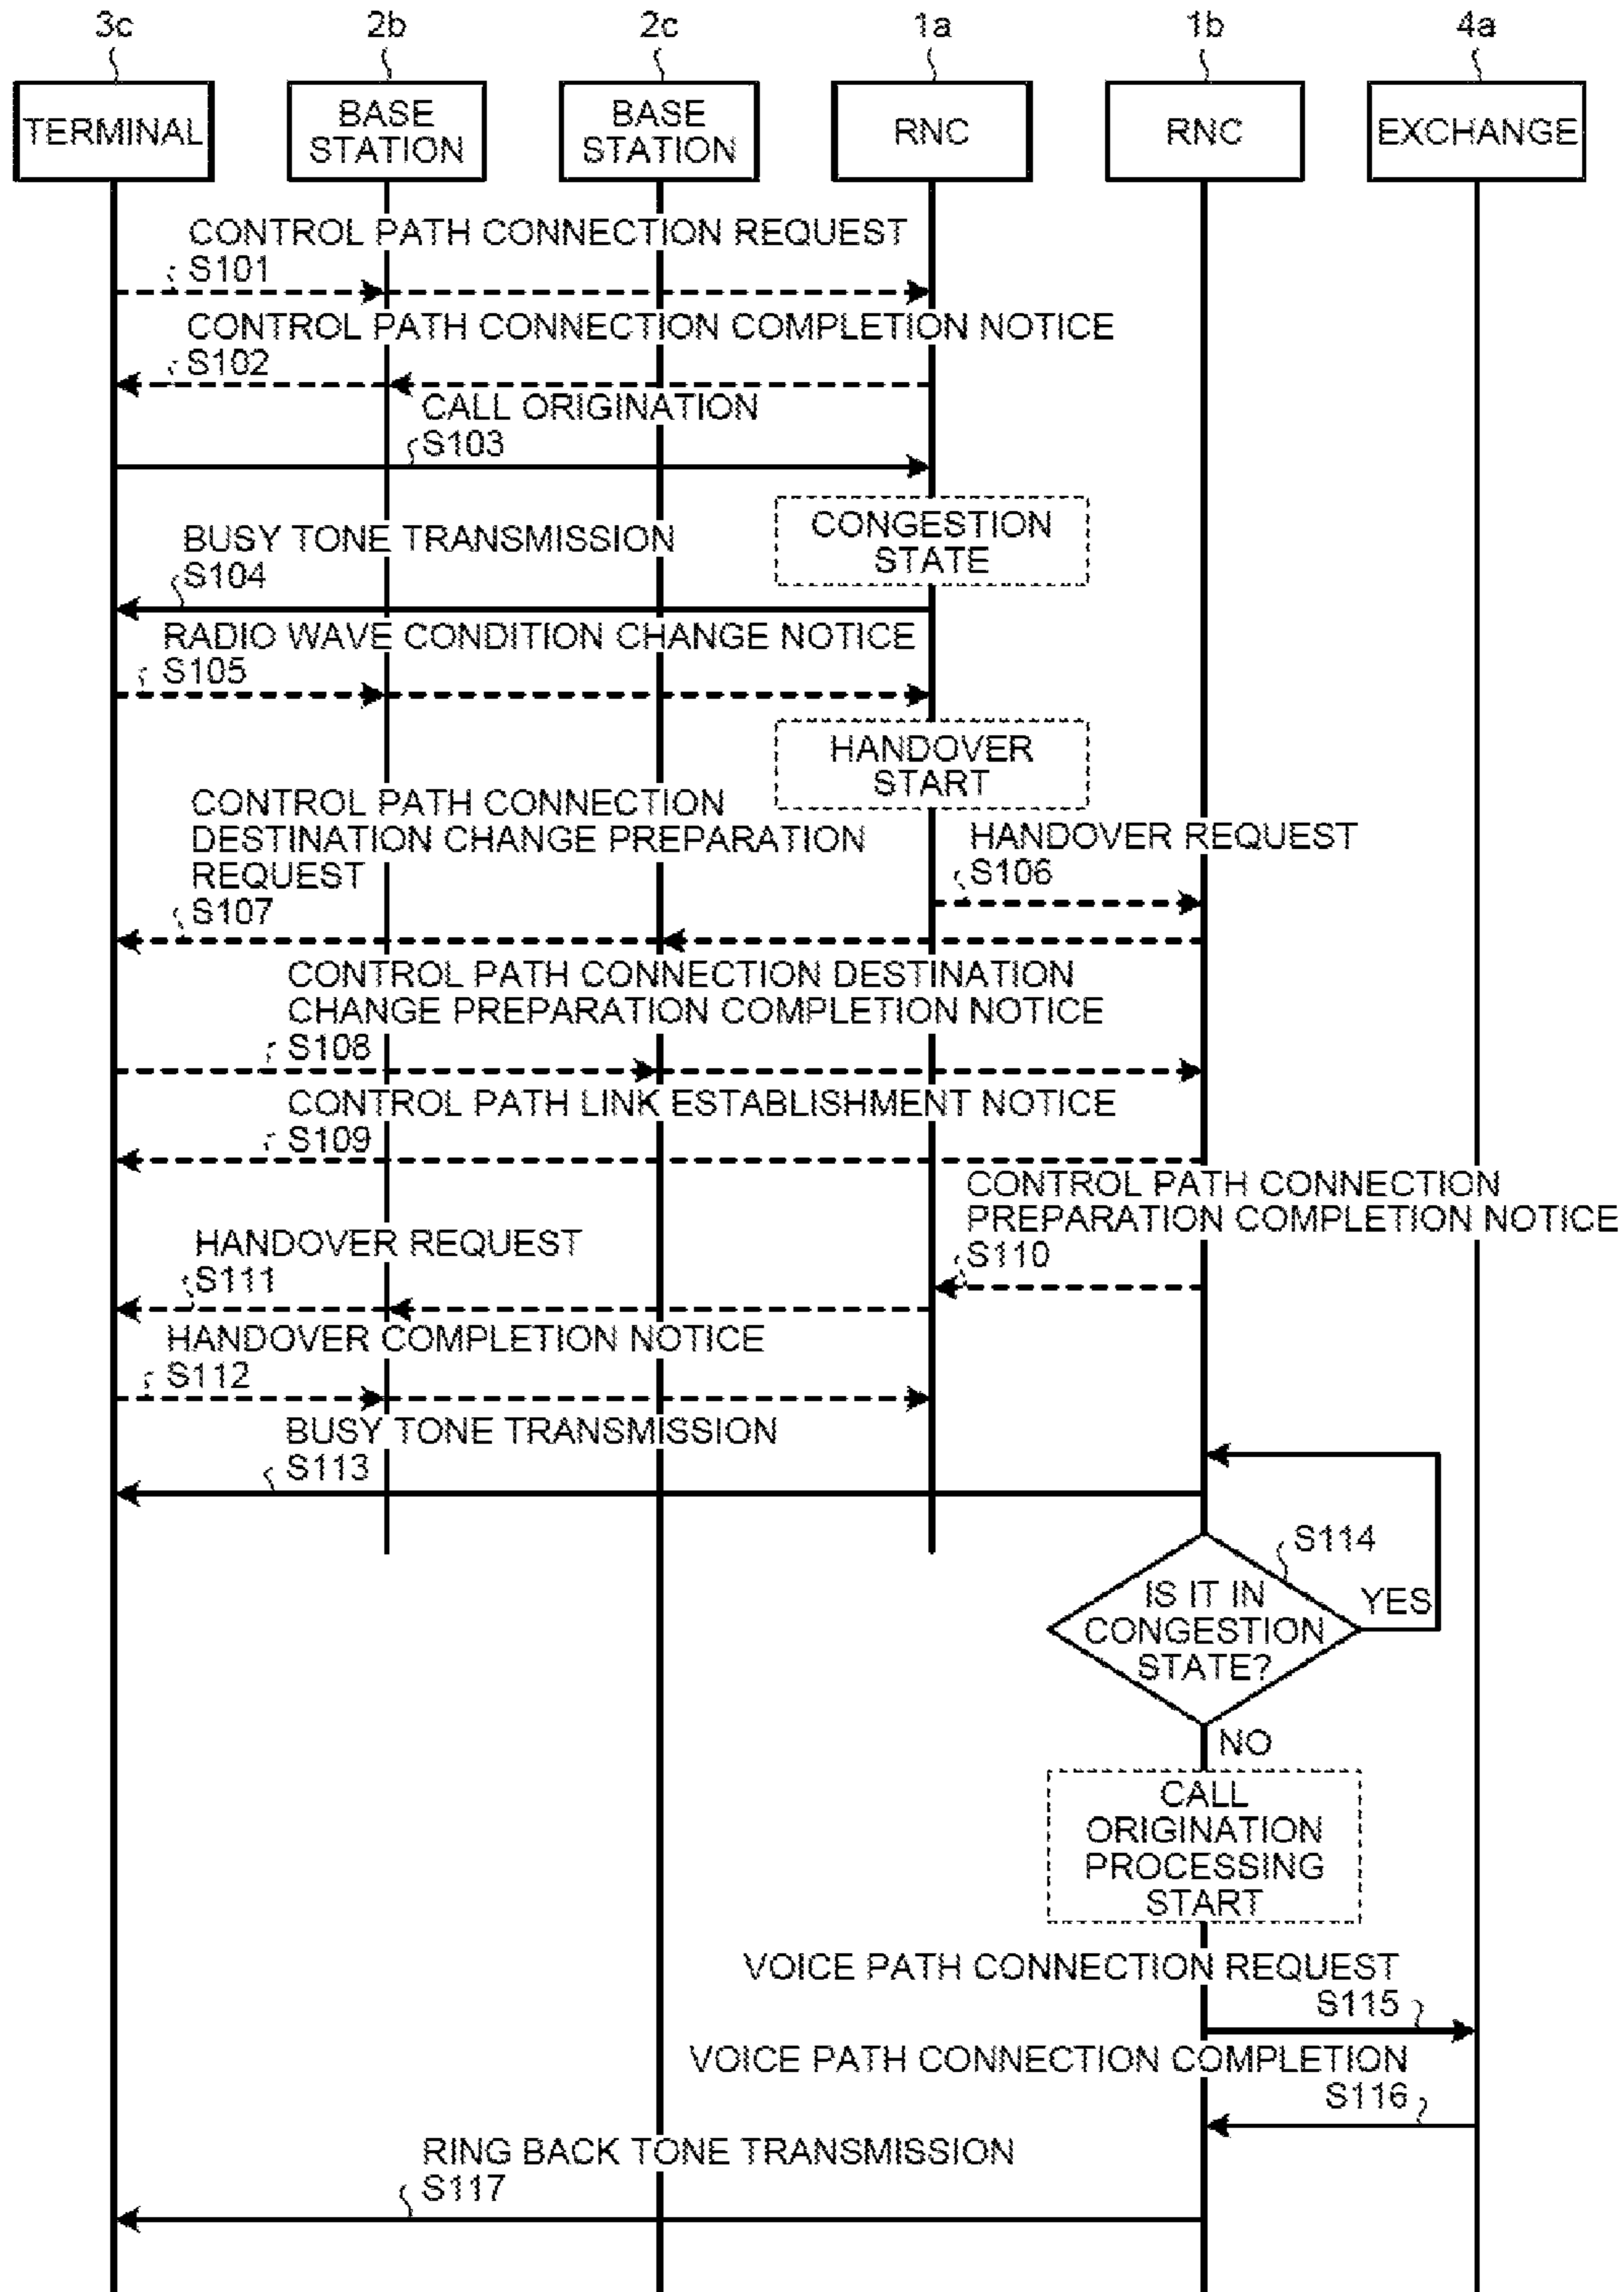 3c
2b
2c
1a
1b
4a
TERMINAL
BASE
STATION
BASE
STATION
RNC
RNC
EXCHANGE
CONTROL PATH CONNECTION REQUEST
S101
CONTROL PATH CONNECTION COMPLETION NOTICE
S102
CALL ORIGINATION
S103
CONGESTION
STATE
BUSY TONE TRANSMISSION
S104
RADIO WAVE CONDITION CHANGE NOTICE
S105
HANDOVER
START
CONTROL PATH CONNECTION
DESTINATION CHANGE PREPARATION
REQUEST
S107
HANDOVER REQUEST
S106
CONTROL PATH CONNECTION DESTINATION
CHANGE PREPARATION COMPLETION NOTICE
S108
CONTROL PATH LINK ESTABLISHMENT NOTICE
S109
CONTROL PATH CONNECTION
PREPARATION COMPLETION NOTICE
S110
HANDOVER REQUEST
S111
HANDOVER COMPLETION NOTICE
S112
BUSY TONE TRANSMISSION
S113
S114
IS IT IN
CONGESTION
STATE?
YES
NO
CALL
ORIGINATION
PROCESSING
START
VOICE PATH CONNECTION REQUEST
S115
VOICE PATH CONNECTION COMPLETION
S116
RING BACK TONE TRANSMISSION
S117